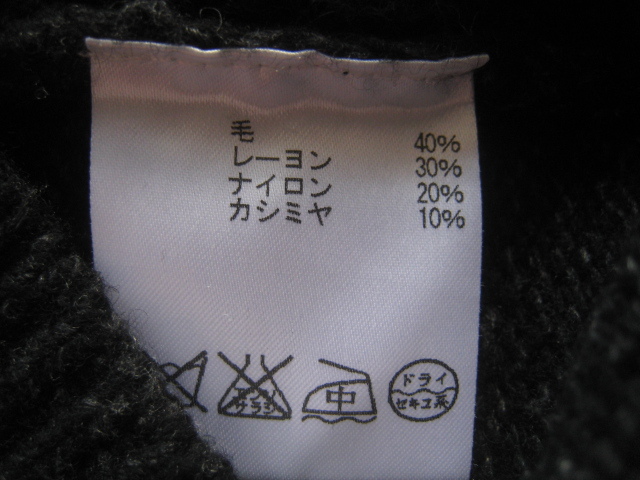 毛 40%
レーヨン 30%
ナイロン 20%
カシミヤ 10%
中
ドライ
セキユ系